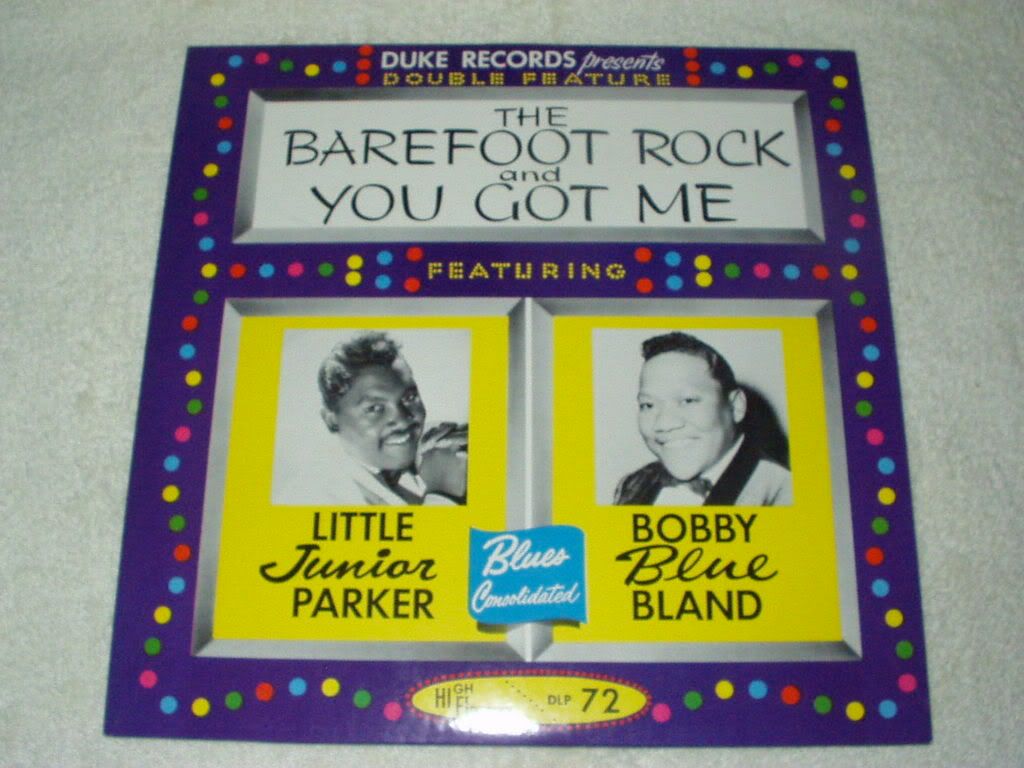 DUKE RECORDS presents
DOUBLE FEATURE
THE
BAREFOOT ROCK
and
YOU GOT ME
FEATURING
LITTLE
Junior
PARKER
BOBBY
Blue
BLAND
Blues
Consolidated
HIGH
DLP 72